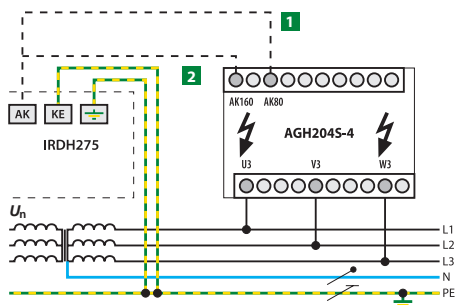 1
2
AK160 AK80
AK KE
IRDH275
AGH204S-4
U3 V3 W3
Un
L1
L2
L3
N
PE